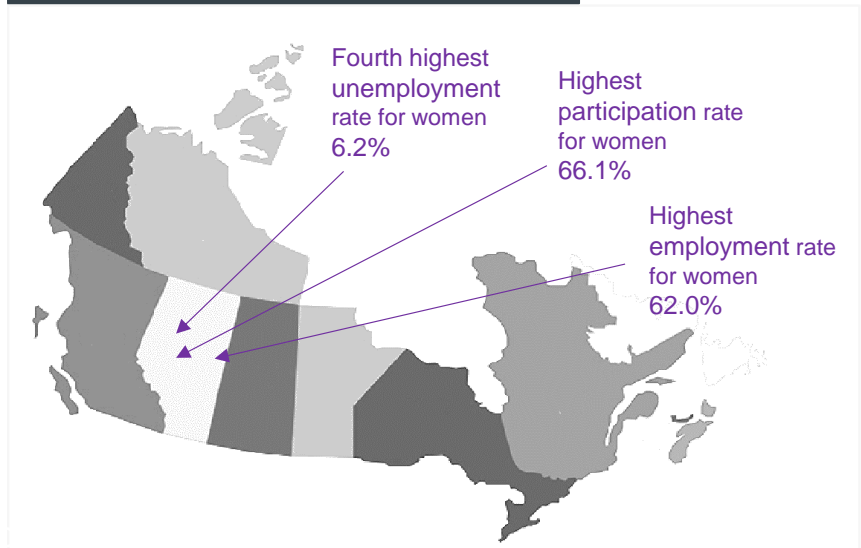 Fourth highest
unemployment
rate for women
6.2%
Highest
participation rate
for women
66.1%
Highest
employment rate
for women
62.0%